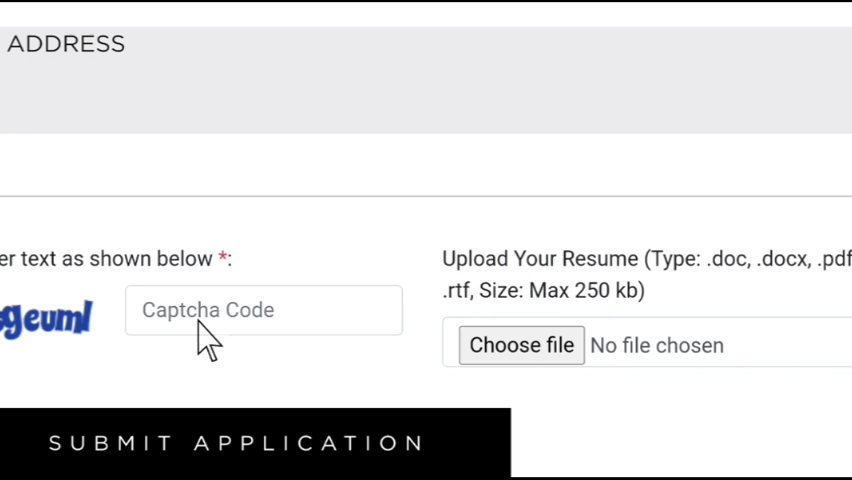 ADDRESS
er text as shown below *:
Captcha Code
Upload Your Resume (Type: .doc, .docx, .pdf
.rtf, Size: Max 250 kb)
Choose file No file chosen
SUBMIT APPLICATION